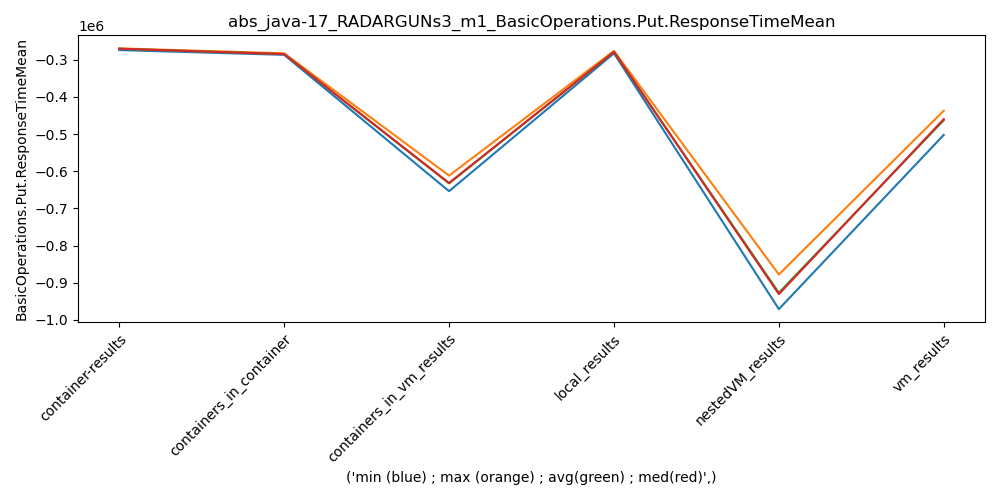 abs_java-17_RADARGUNs3_m1_BasicOperations.Put.ResponseTimeMean
1e6
BasicOperations.Put.ResponseTimeMean
−0.3
−0.4
−0.5
−0.6
−0.7
−0.8
−0.9
−1.0
container-results
containers_in_container
containers_in_vm_results
local_results
nestedVM_results
vm_results
('min (blue) ; max (orange) ; avg(green) ; med(red)',)